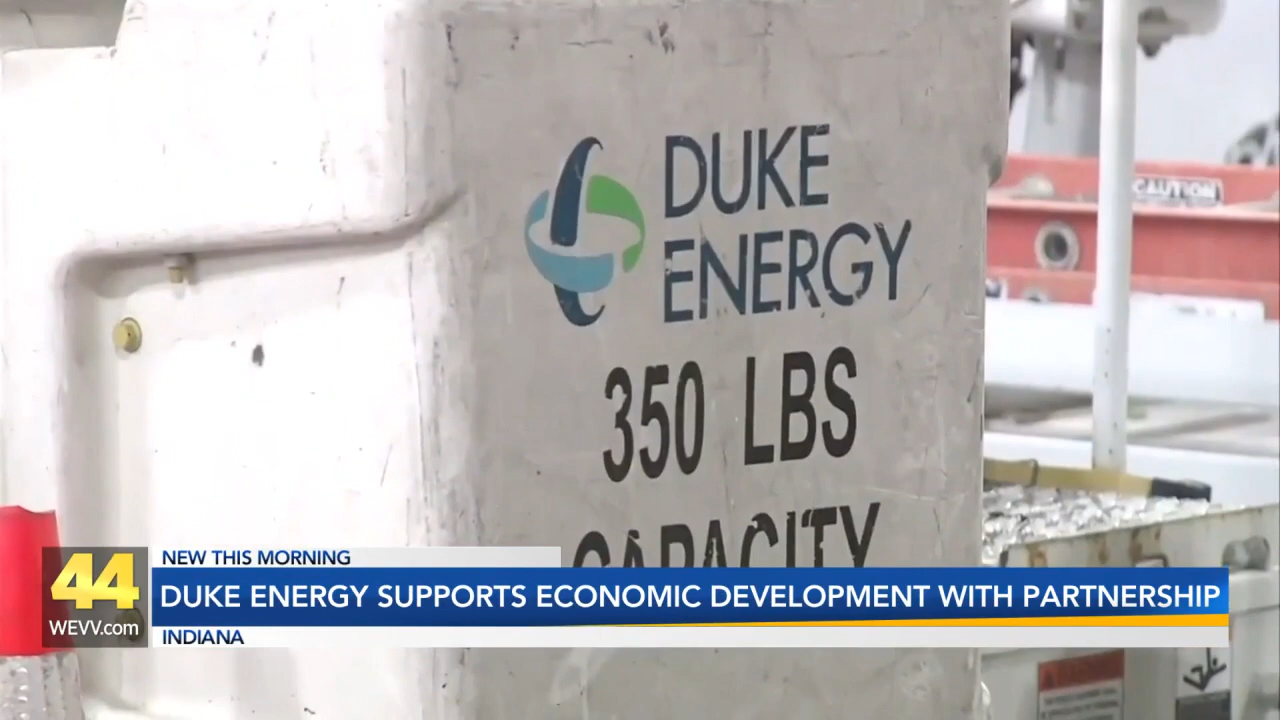 DUKE
ENERGY
350 LBS
CAPACITY
CAUTION
NEW THIS MORNING
44
WEVV.com
DUKE ENERGY SUPPORTS ECONOMIC DEVELOPMENT WITH PARTNERSHIP
INDIANA